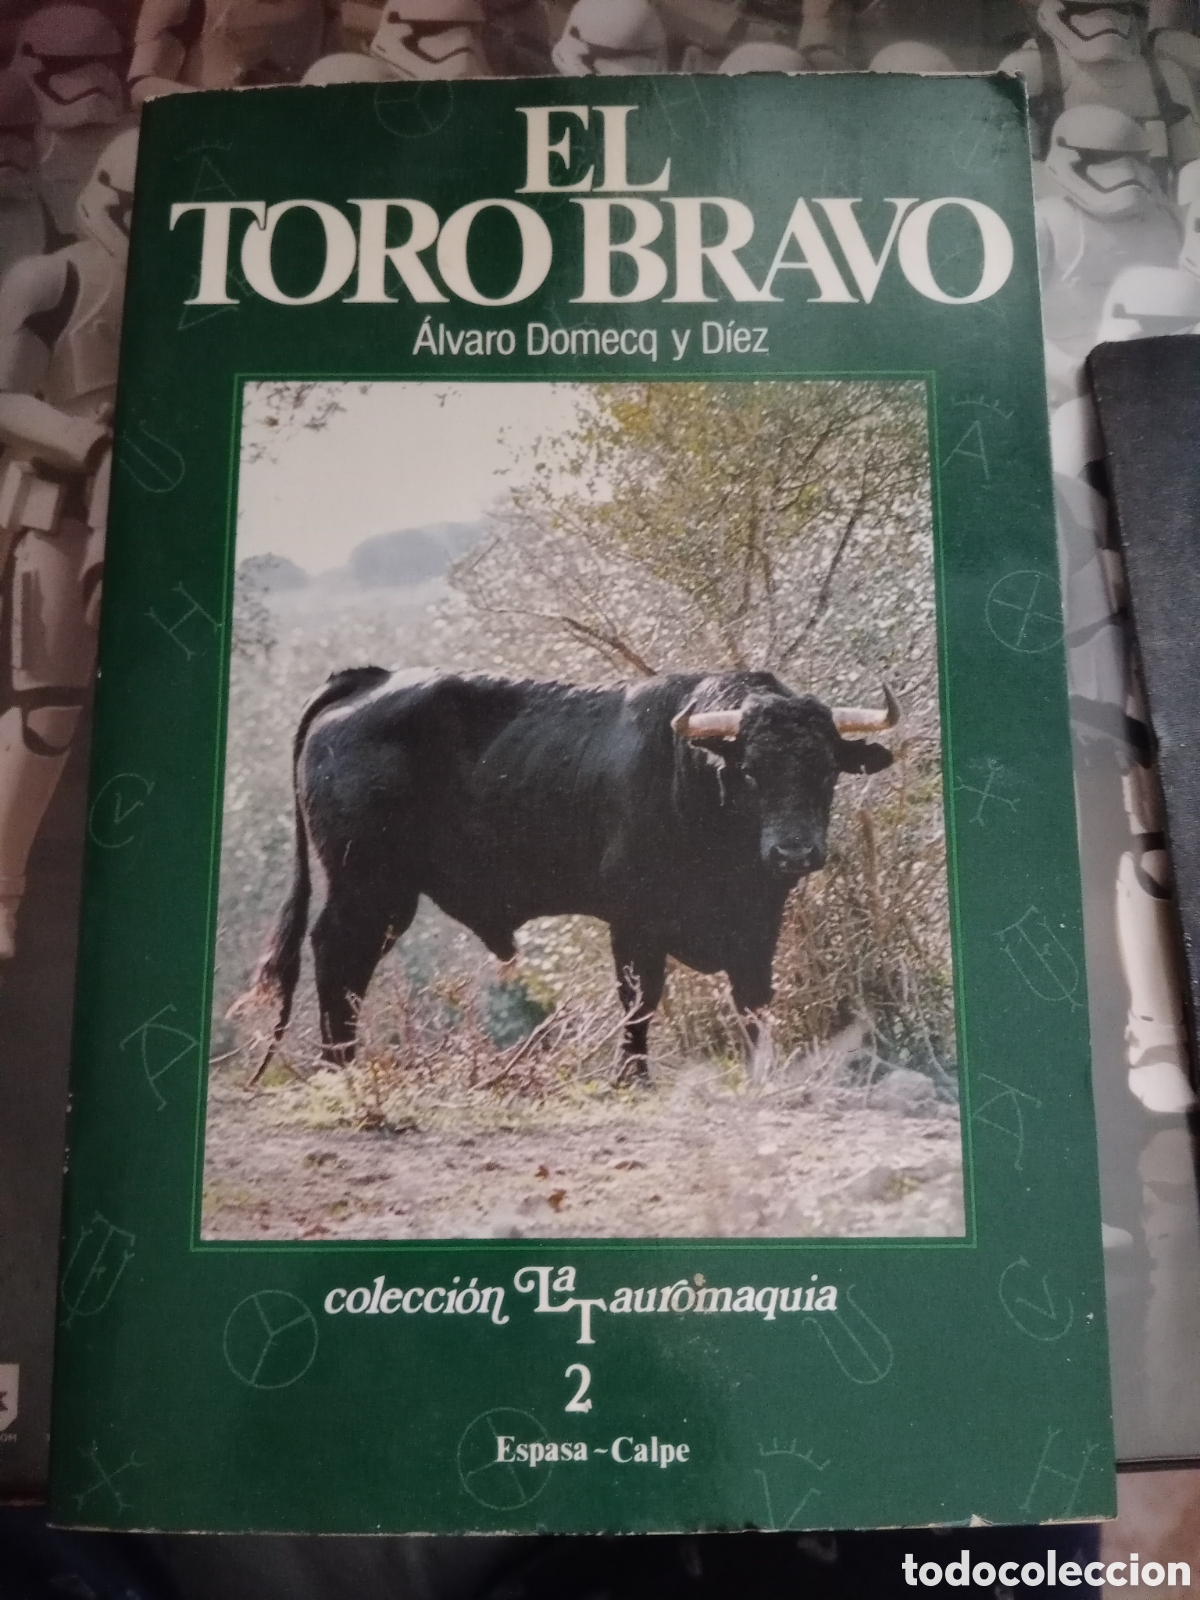 EL
TORO BRAVO
Álvaro Domecq y Díez
colección La Tauromaquia
2
Espasa~Calpe
todocoleccion